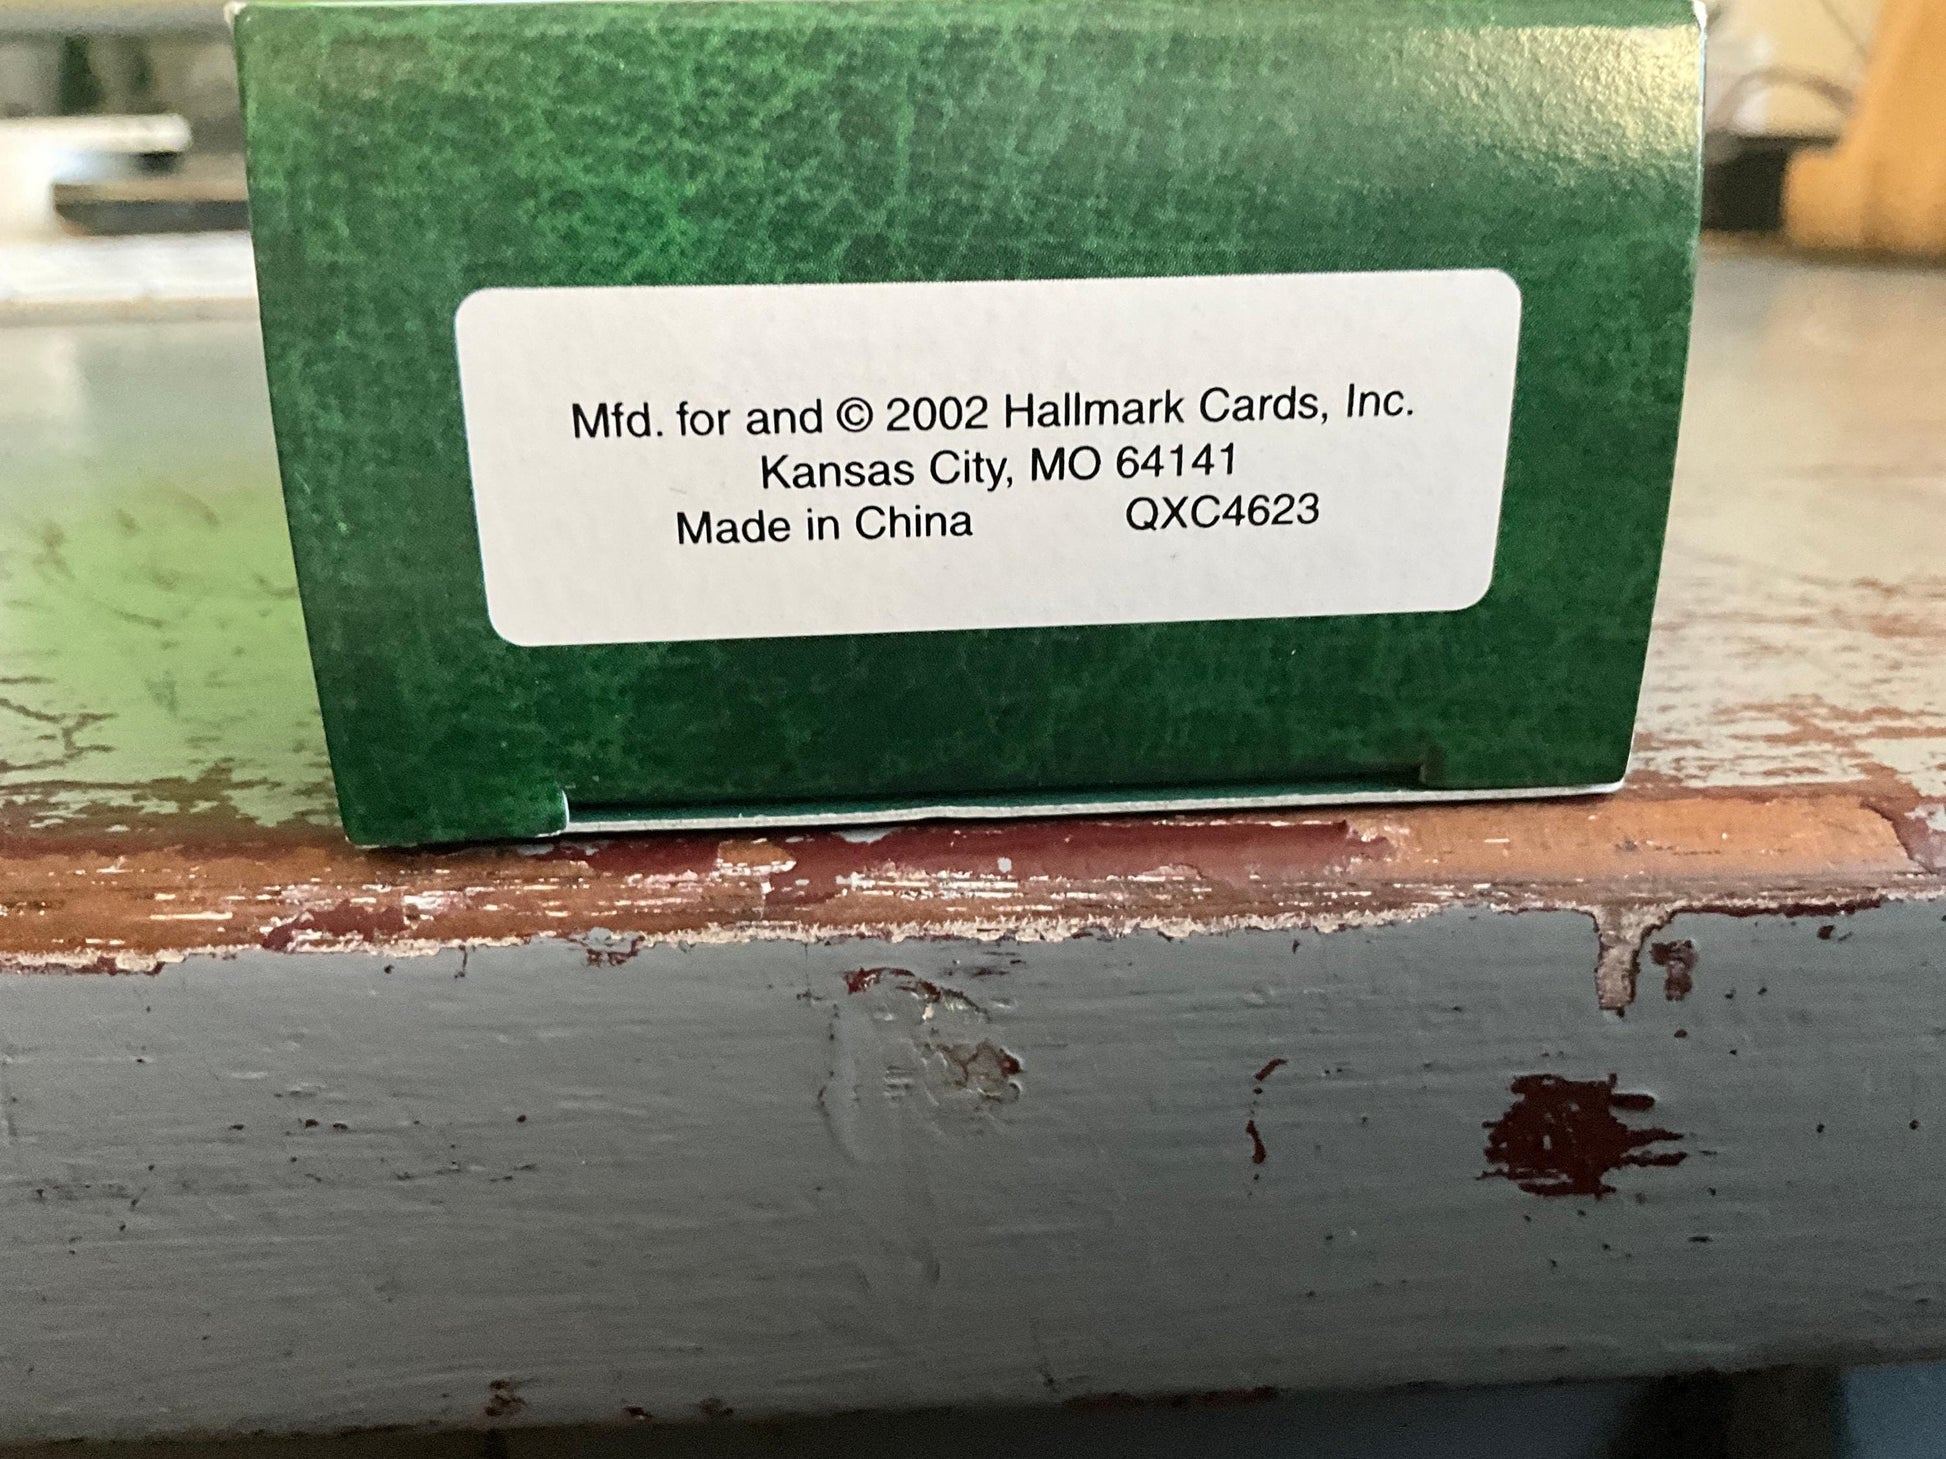 Mfd. for and © 2002 Hallmark Cards, Inc.
Kansas City, MO 64141
Made in China QXC4623